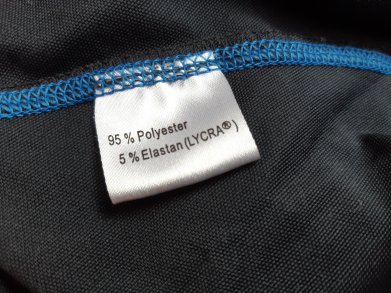 95 % Polyester
5 % Elastan (LYCRA®)